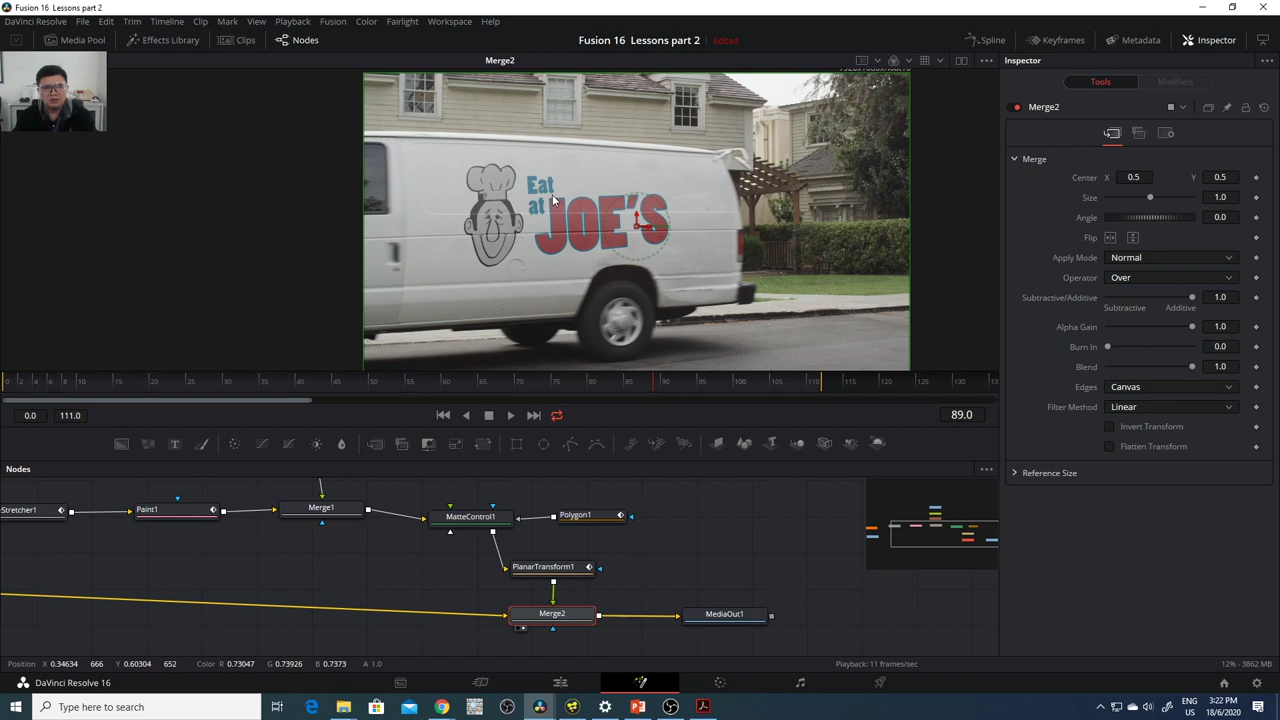 Fusion 16 Lessons part 2
DaVinci Resolve File Edit Trim Timeline Clip Mark View Playback Fusion Color Fairlight Workspace Help
Media Pool Effects Library Clips Nodes Fusion 16 Lessons part 2 Edited Spline Keyframes Metadata Inspector
Merge2
Inspector
Tools Modifiers
Merge2
Merge
Center X 0.5 Y 0.5
Size 1.0
Angle 0.0
Flip
Apply Mode Normal
Operator Over
Subtractive/Additive 1.0
Subtractive Additive
Alpha Gain 1.0
Burn In 0.0
Blend 1.0
Edges Canvas
Filter Method Linear
Invert Transform
Flatten Transform
Reference Size
Eat
at JOE'S
0 2 4 6 8 10 15 20 25 30 35 40 45 50 55 60 65 70 75 80 85 90 95 100 105 110 115 120 125 130
0.0 111.0 89.0
Nodes
Stretcher1 Paint1 Merge1 MatteControl1 Polygon1
PlanarTransform1
Merge2 MediaOut1
Position X 0.34634 666 Y 0.60304 652 Color R 0.73047 G 0.73926 B 0.7373 A 1.0 Playback: 11 frames/sec 12% - 3862 MB
DaVinci Resolve 16
Type here to search
ENG
US
3:22 PM
18/6/2020
2